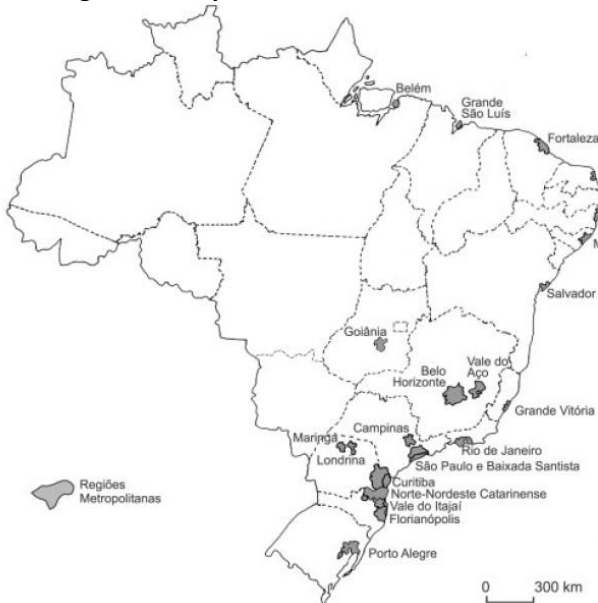 Belém
Grande
São Luís
Fortaleza
M
Salvador
Goiânia
Vale do
Aço
Belo
Horizonte
Grande Vitória
Campinas
Maringá
Rio de Janeiro
Londrina
São Paulo e Baixada Santista
Curitiba
Norte-Nordeste Catarinense
Vale do Itajaí
Florianópolis
Porto Alegre
Regiões
Metropolitanas
0 300 km